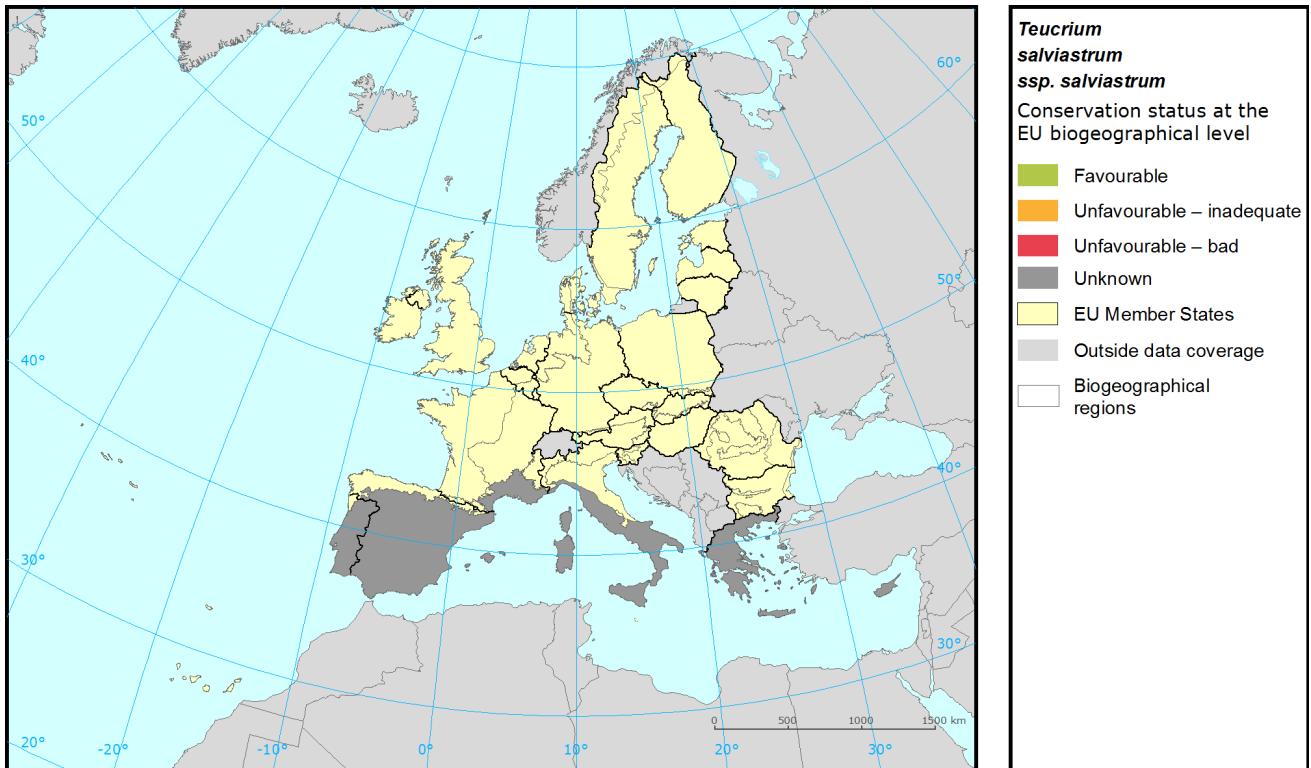 60°
50°
50°
40°
40°
30°
30°
20°
-20°
-10°
0°
10°
20°
30°
0 500 1000 1500 km
Teucrium
salviastrum
ssp. salviastrum
Conservation status at the
EU biogeographical level
Favourable
Unfavourable – inadequate
Unfavourable – bad
Unknown
EU Member States
Outside data coverage
Biogeographical
regions